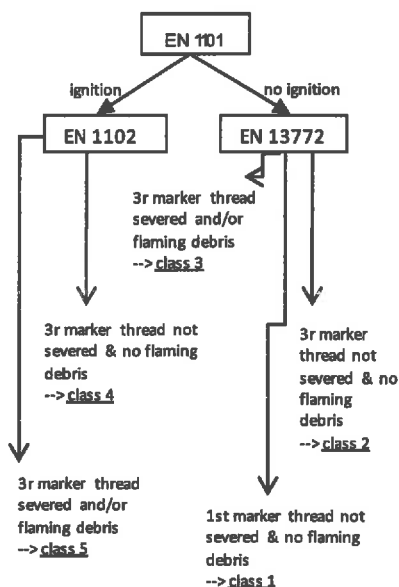 EN 1101
ignition
no ignition
EN 1102
EN 13772
3r marker thread
severed and/or
flaming debris
--> class 3
3r marker thread not
severed & no flaming
debris
--> class 4
3r marker
thread not
severed & no
flaming
debris
--> class 2
3r marker thread
severed and/or
flaming debris
--> class 5
1st marker thread not
severed & no flaming
debris
--> class 1